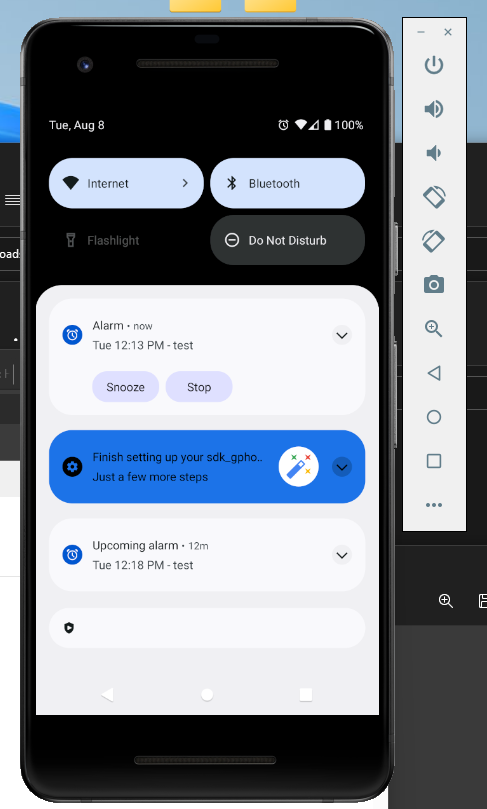 Tue, Aug 8
100%
Internet
Bluetooth
Flashlight
Do Not Disturb
Alarm • now
Tue 12:13 PM - test
Snooze
Stop
Finish setting up your sdk_gpho..
Just a few more steps
Upcoming alarm • 12m
Tue 12:18 PM - test
oads